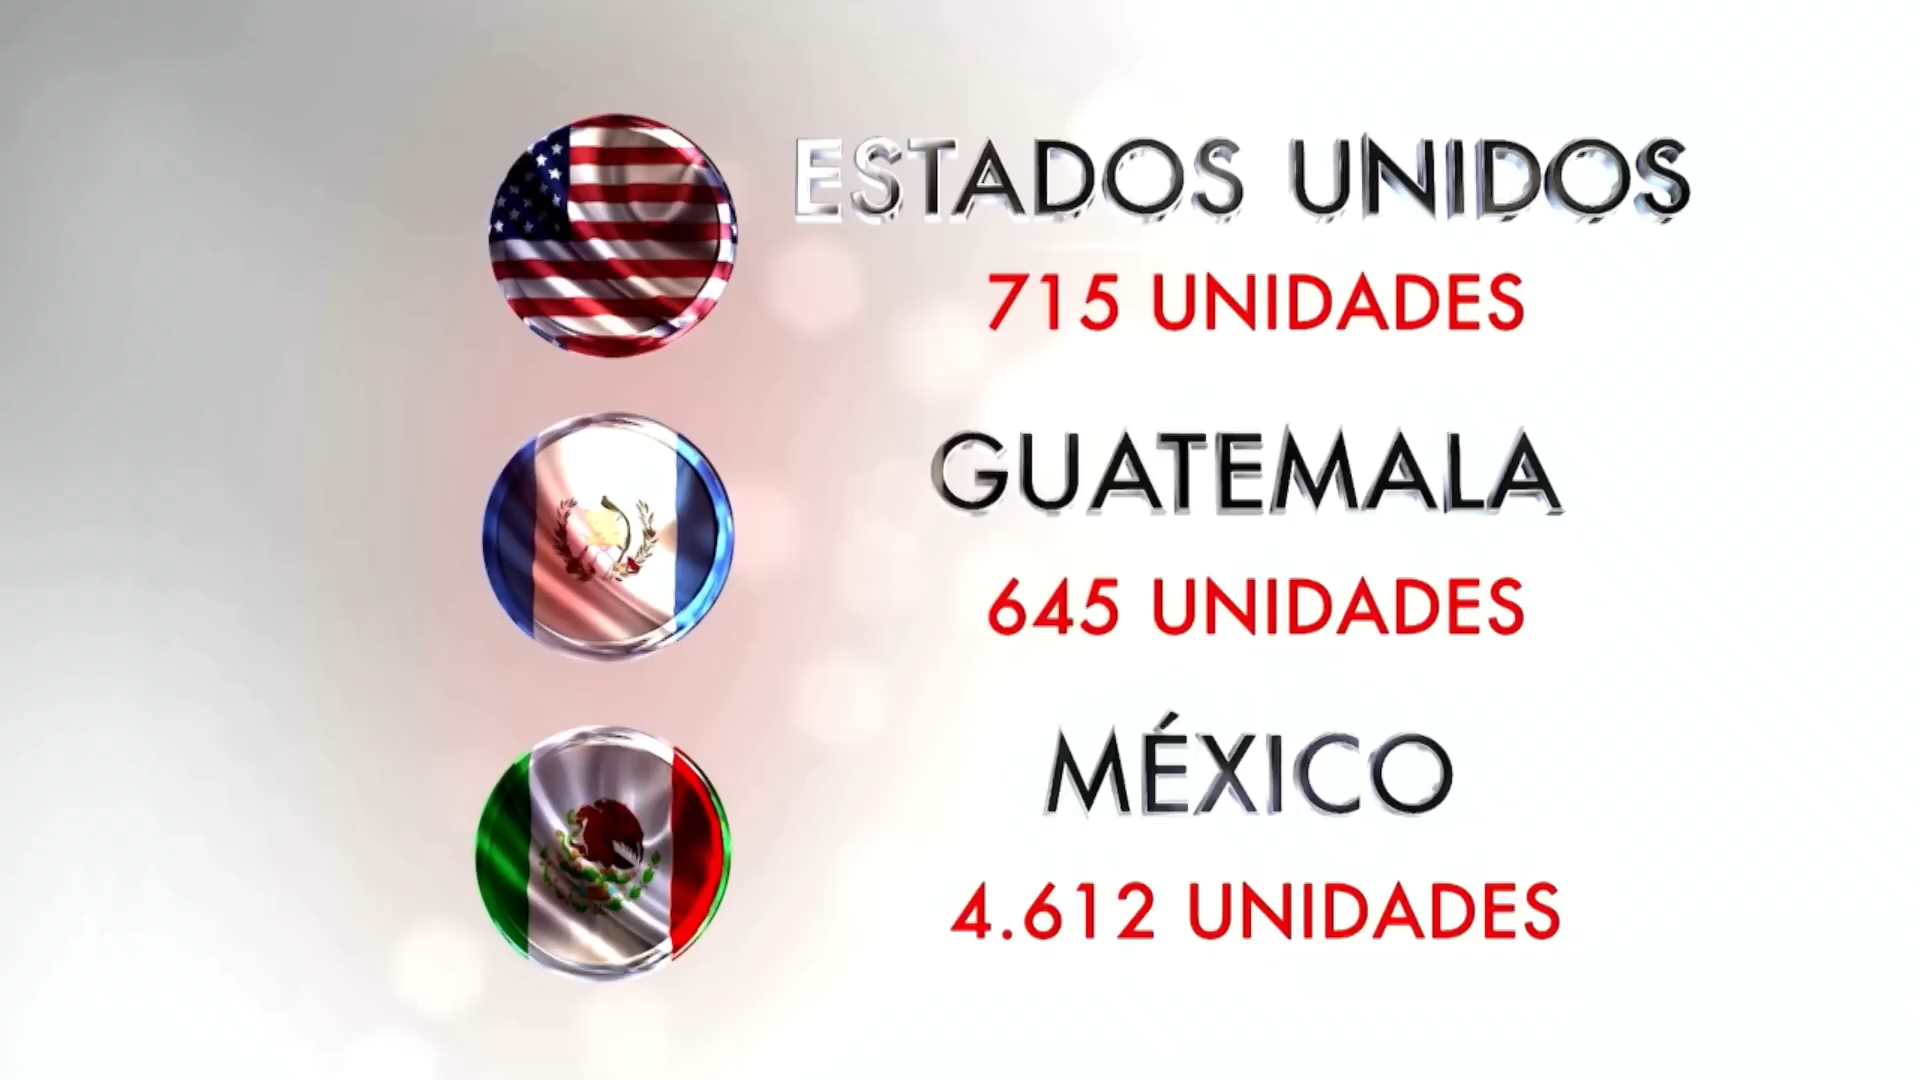 ESTADOS UNIDOS
715 UNIDADES
GUATEMALA
645 UNIDADES
MÉXICO
4.612 UNIDADES